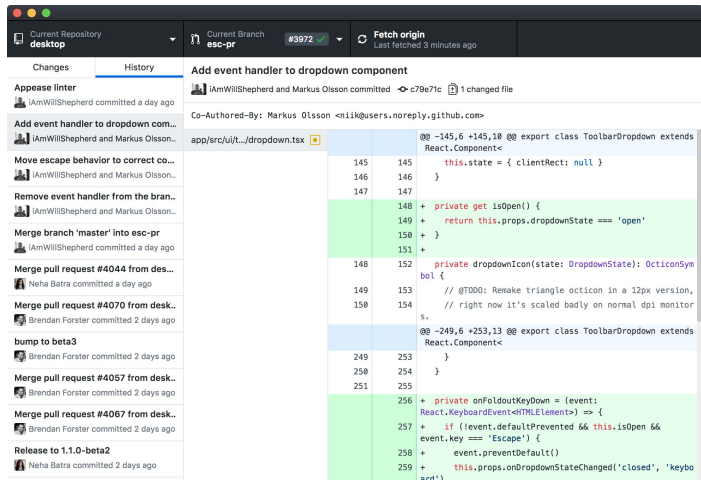 Current Repository
desktop
Current Branch
esc-pr
#3972
Fetch origin
Last fetched 3 minutes ago
Changes
History
Appease linter
iAmWillShepherd committed a day ago
Add event handler to dropdown com...
iAmWillShepherd and Markus Olsson...
Move escape behavior to correct co...
iAmWillShepherd and Markus Olsson...
Remove event handler from the bran...
iAmWillShepherd and Markus Olsson...
Merge branch 'master' into esc-pr
iAmWillShepherd committed a day ago
Merge pull request #4044 from des...
Neha Batra committed a day ago
Merge pull request #4070 from desk...
Brendan Forster committed 2 days ago
bump to beta3
Brendan Forster committed 2 days ago
Merge pull request #4057 from desk...
Brendan Forster committed 2 days ago
Merge pull request #4067 from desk...
Brendan Forster committed 2 days ago
Release to 1.1.0-beta2
Neha Batra committed 2 days ago
Add event handler to dropdown component
iAmWillShepherd and Markus Olsson committed c79e71c 1 changed file
Co-Authored-By: Markus Olsson <niik@users.noreply.github.com>
app/src/ui/t.../dropdown.tsx
@@ -145,6 +145,10 @@ export class ToolbarDropdown extends
React.Component<
145 145 this.state = { clientRect: null }
146 146 }
147 147
148 + private get isOpen() {
149 + return this.props.dropdownState === 'open'
150 + }
151 +
148 152 private dropdownIcon(state: DropdownState): OcticonSym
bol {
149 153 // @TODO: Remake triangle octicon in a 12px version,
150 154 // right now it's scaled badly on normal dpi monitor
s.
@@ -249,6 +253,13 @@ export class ToolbarDropdown extends
React.Component<
249 253 }
250 254 }
251 255
256 + private onFoldoutKeyDown = (event:
React.KeyboardEvent<HTMLElement>) => {
257 + if (!event.defaultPrevented && this.isOpen &&
event.key === 'Escape') {
258 + event.preventDefault()
259 + this.props.onDropdownStateChanged('closed', 'keybo
ard')